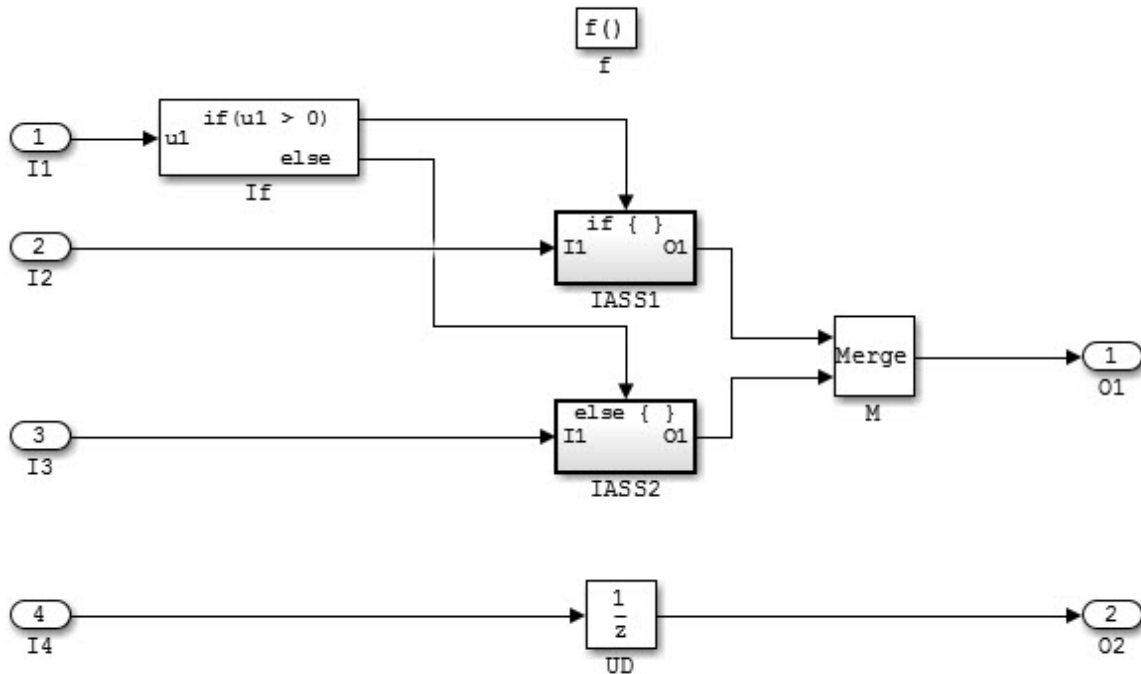 f()
f
1
I1
u1
if(u1 > 0)
else
If
2
I2
if { }
I1
O1
IASS1
Merge
M
1
O1
3
I3
else { }
I1
O1
IASS2
4
I4
1
z
UD
2
O2